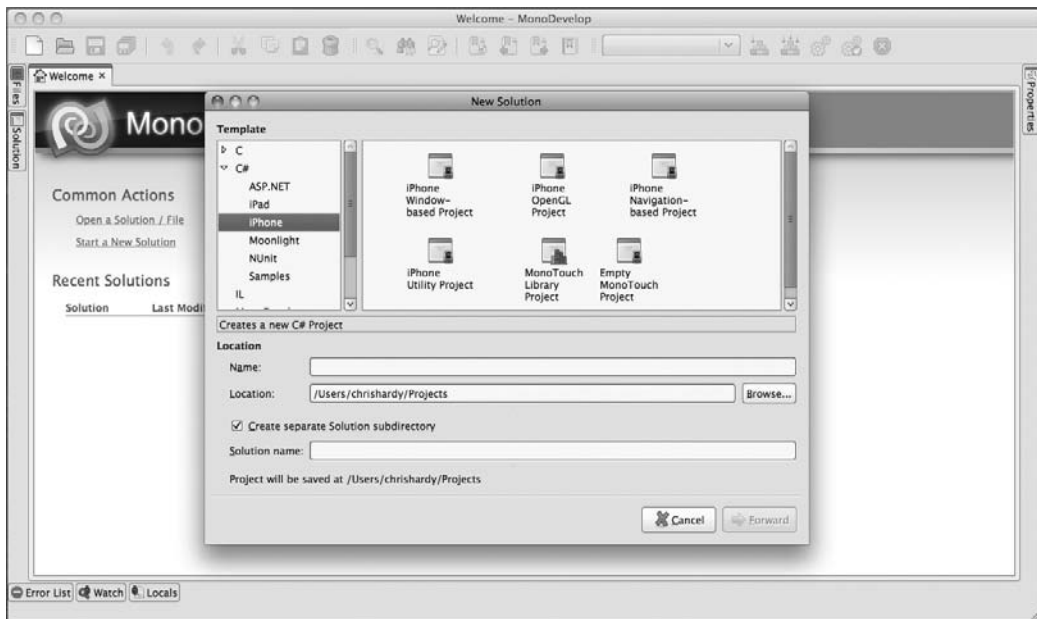 Welcome – MonoDevelop
Welcome ×
Files
Solution
Properties
Mono
Common Actions
Open a Solution / File
Start a New Solution
Recent Solutions
Solution Last Modi
New Solution
Template
C
C#
ASP.NET
iPad
iPhone
Moonlight
NUnit
Samples
IL
iPhone
Window-
based Project
iPhone
OpenGL
Project
iPhone
Navigation-
based Project
iPhone
Utility Project
MonoTouch
Library
Project
Empty
MonoTouch
Project
Creates a new C# Project
Location
Name:
Location: /Users/chrishardy/Projects Browse...
Create separate Solution subdirectory
Solution name:
Project will be saved at /Users/chrishardy/Projects
Cancel Forward
Error List Watch Locals